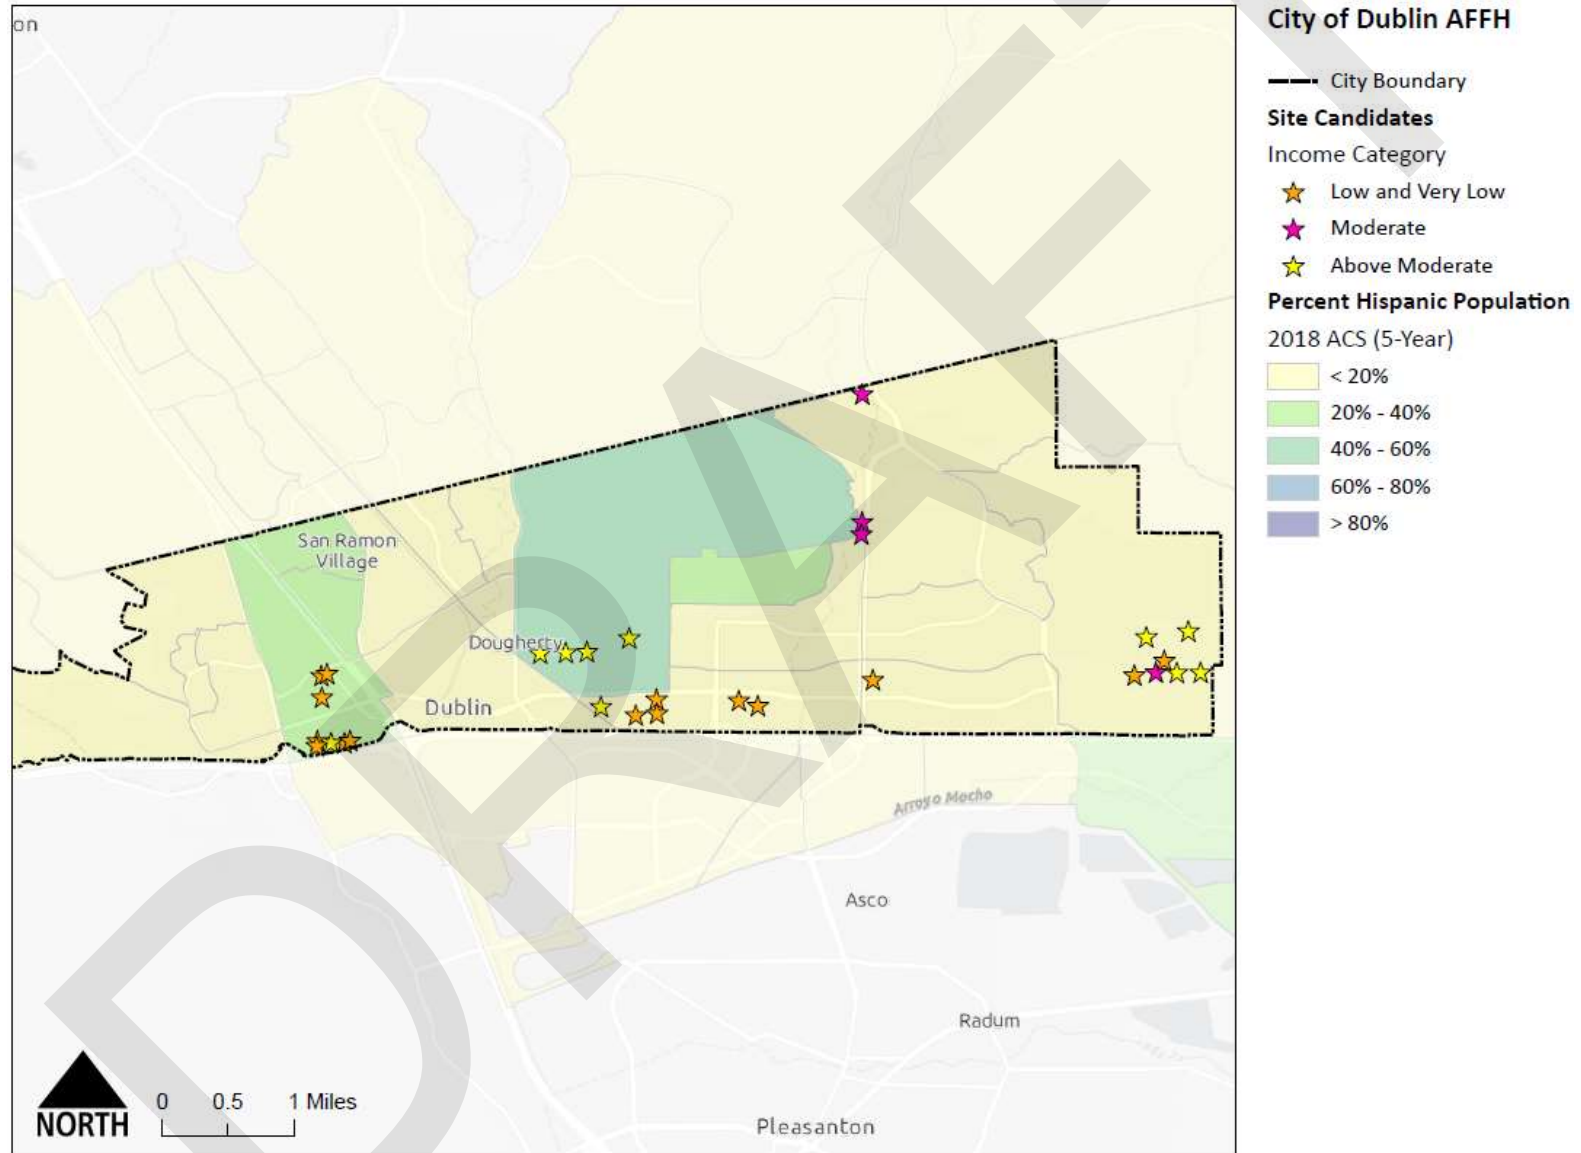 on
City of Dublin AFFH
City Boundary
Site Candidates
Income Category
Low and Very Low
Moderate
Above Moderate
Percent Hispanic Population
2018 ACS (5-Year)
< 20%
20% - 40%
40% - 60%
60% - 80%
> 80%
San Ramon
Village
Dougherty
Dublin
Arroyo Mocho
Asco
Radum
Pleasanton
NORTH
0 0.5 1 Miles
DRAFT